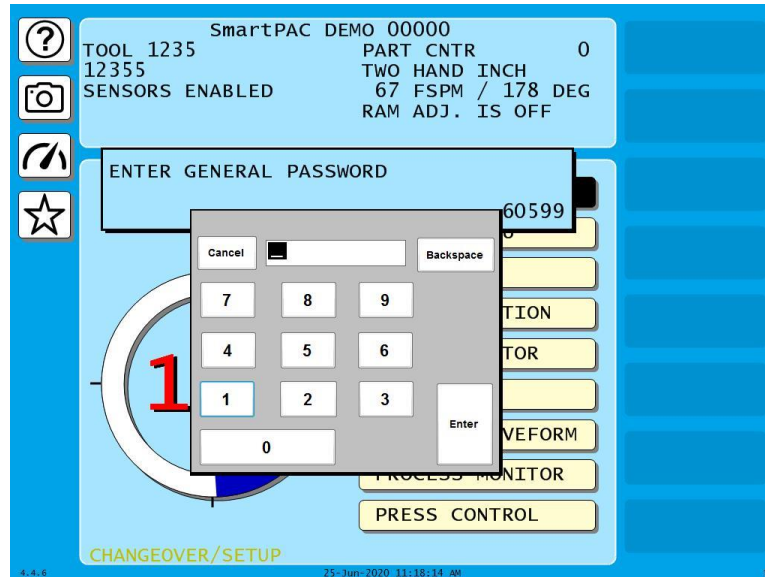 SmartPAC DEMO 00000
TOOL 1235 PART CNTR 0
12355 TWO HAND INCH
SENSORS ENABLED 67 FSPM / 178 DEG
RAM ADJ. IS OFF
ENTER GENERAL PASSWORD
60599
Cancel Backspace
7 8 9
TION
4 5 6
TOR
1
1 2 3
Enter
VEFORM
0
PROCESS MONITOR
PRESS CONTROL
CHANGEOVER/SETUP
4.4.6 25-Jun-2020 11:18:14 AM